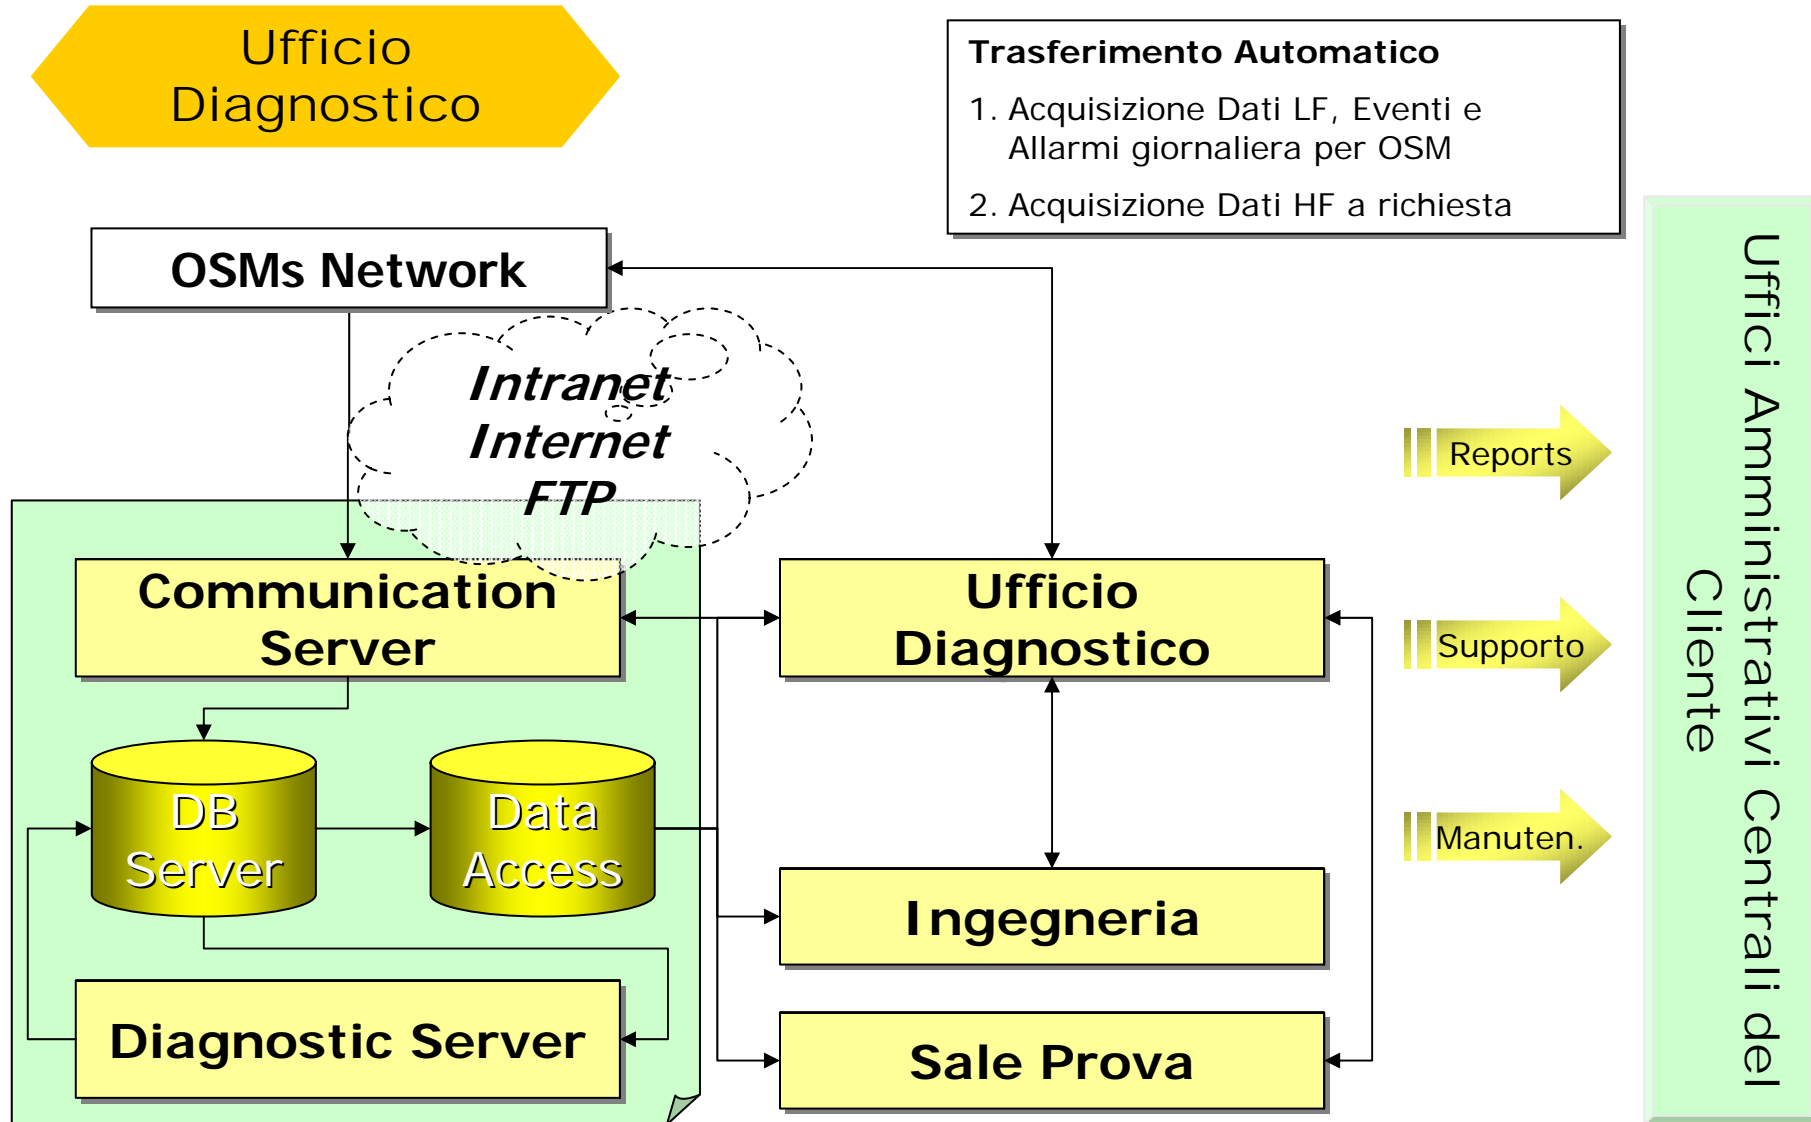 Ufficio
Diagnostico
Trasferimento Automatico
1. Acquisizione Dati LF, Eventi e
Allarmi giornaliera per OSM
2. Acquisizione Dati HF a richiesta
OSMs Network
Intranet
Internet
FTP
Communication
Server
Ufficio
Diagnostico
DB
Server
Data
Access
Ingegneria
Diagnostic Server
Sale Prova
Reports
Supporto
Manuten.
Uffici Amministrativi Centrali del
Cliente